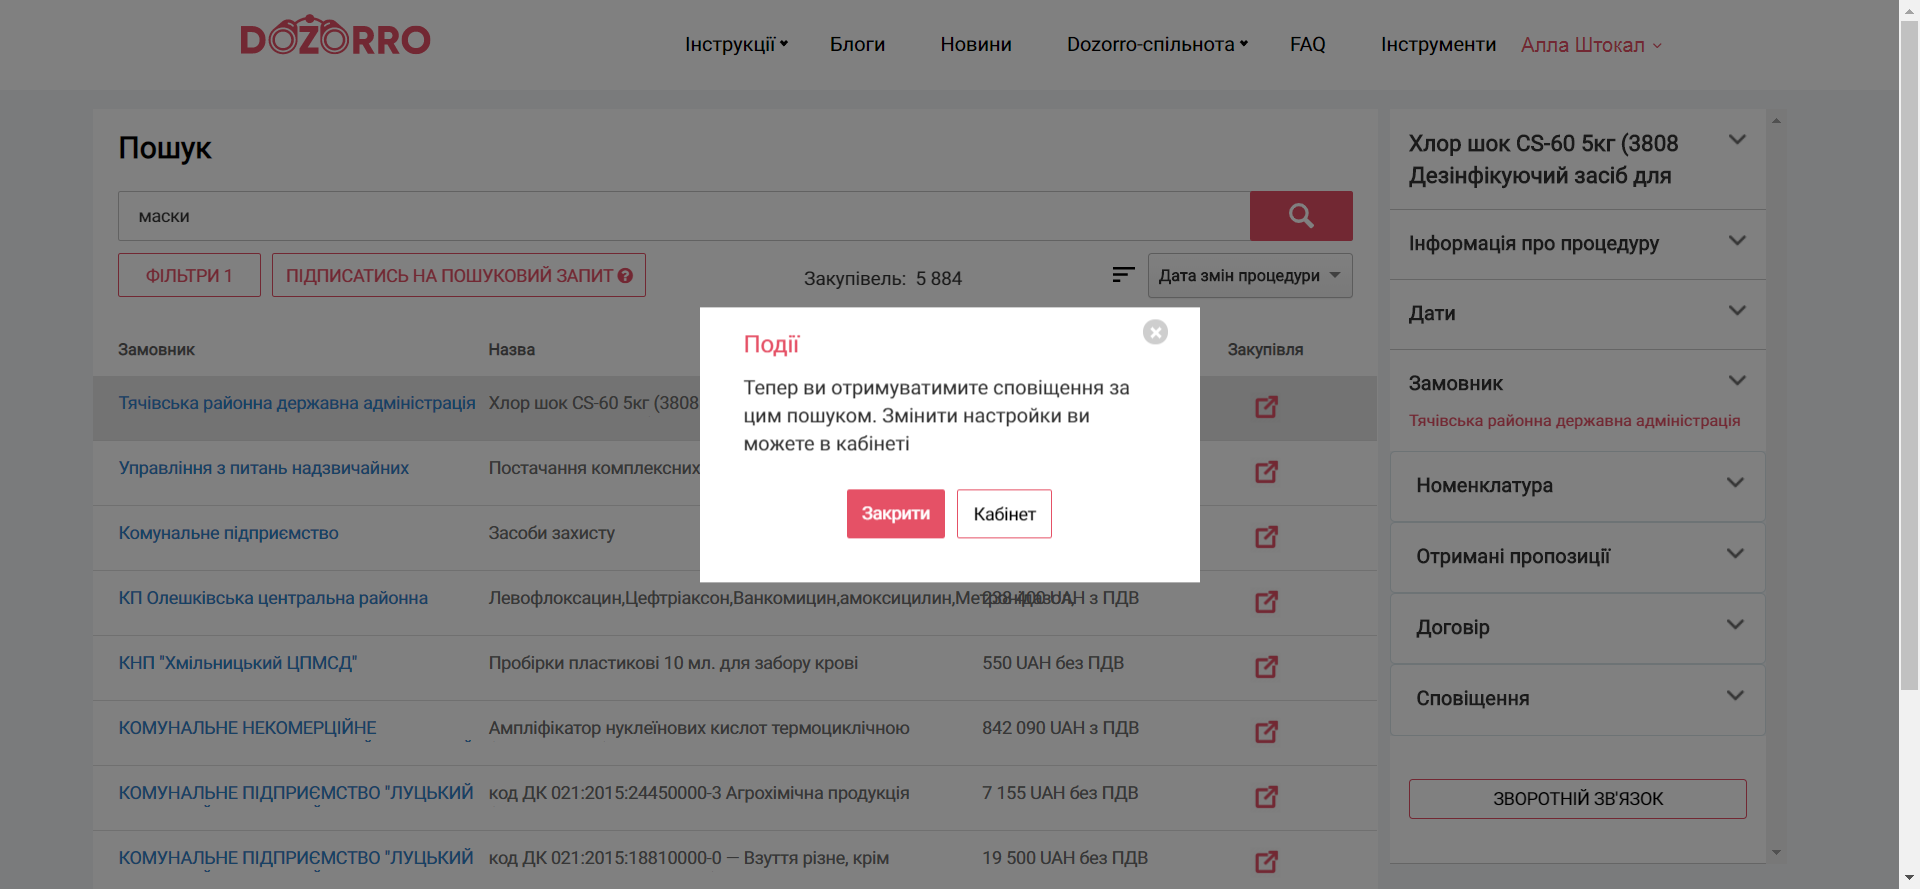 DOZORRO
Інструкції Блоги Новини Dozorro-спільнота FAQ Інструменти Алла Штокал
Пошук
маски
ФІЛЬТРИ 1 ПІДПИСАТИСЬ НА ПОШУКОВИЙ ЗАПИТ ? Закупівель: 5 884 Дата змін процедури
Замовник Назва Закупівля
Тячівська районна державна адміністрація Хлор шок CS-60 5кг (3808
Управління з питань надзвичайних Постачання комплексних
Комунальне підприємство Засоби захисту
КП Олешківська центральна районна Левофлоксацин,Цефтріаксон,Ванкомицин,амоксицилин,Метронідазол, 238 400 UAH з ПДВ
КНП "Хмільницький ЦПМСД" Пробірки пластикові 10 мл. для забору крові 550 UAH без ПДВ
КОМУНАЛЬНЕ НЕКОМЕРЦІЙНЕ Ампліфікатор нуклеїнових кислот термоциклічною 842 090 UAH з ПДВ
КОМУНАЛЬНЕ ПІДПРИЄМСТВО "ЛУЦЬКИЙ код ДК 021:2015:24450000-3 Агрохімічна продукція 7 155 UAH без ПДВ
КОМУНАЛЬНЕ ПІДПРИЄМСТВО "ЛУЦЬКИЙ код ДК 021:2015:18810000-0 — Взуття різне, крім 19 500 UAH без ПДВ
Події
Тепер ви отримуватимите сповіщення за
цим пошуком. Змінити настройки ви
можете в кабінеті
Закрити Кабінет
Хлор шок CS-60 5кг (3808
Дезінфікуючий засіб для
Інформація про процедуру
Дати
Замовник
Тячівська районна державна адміністрація
Номенклатура
Отримані пропозиції
Договір
Сповіщення
ЗВОРОТНІЙ ЗВ'ЯЗОК